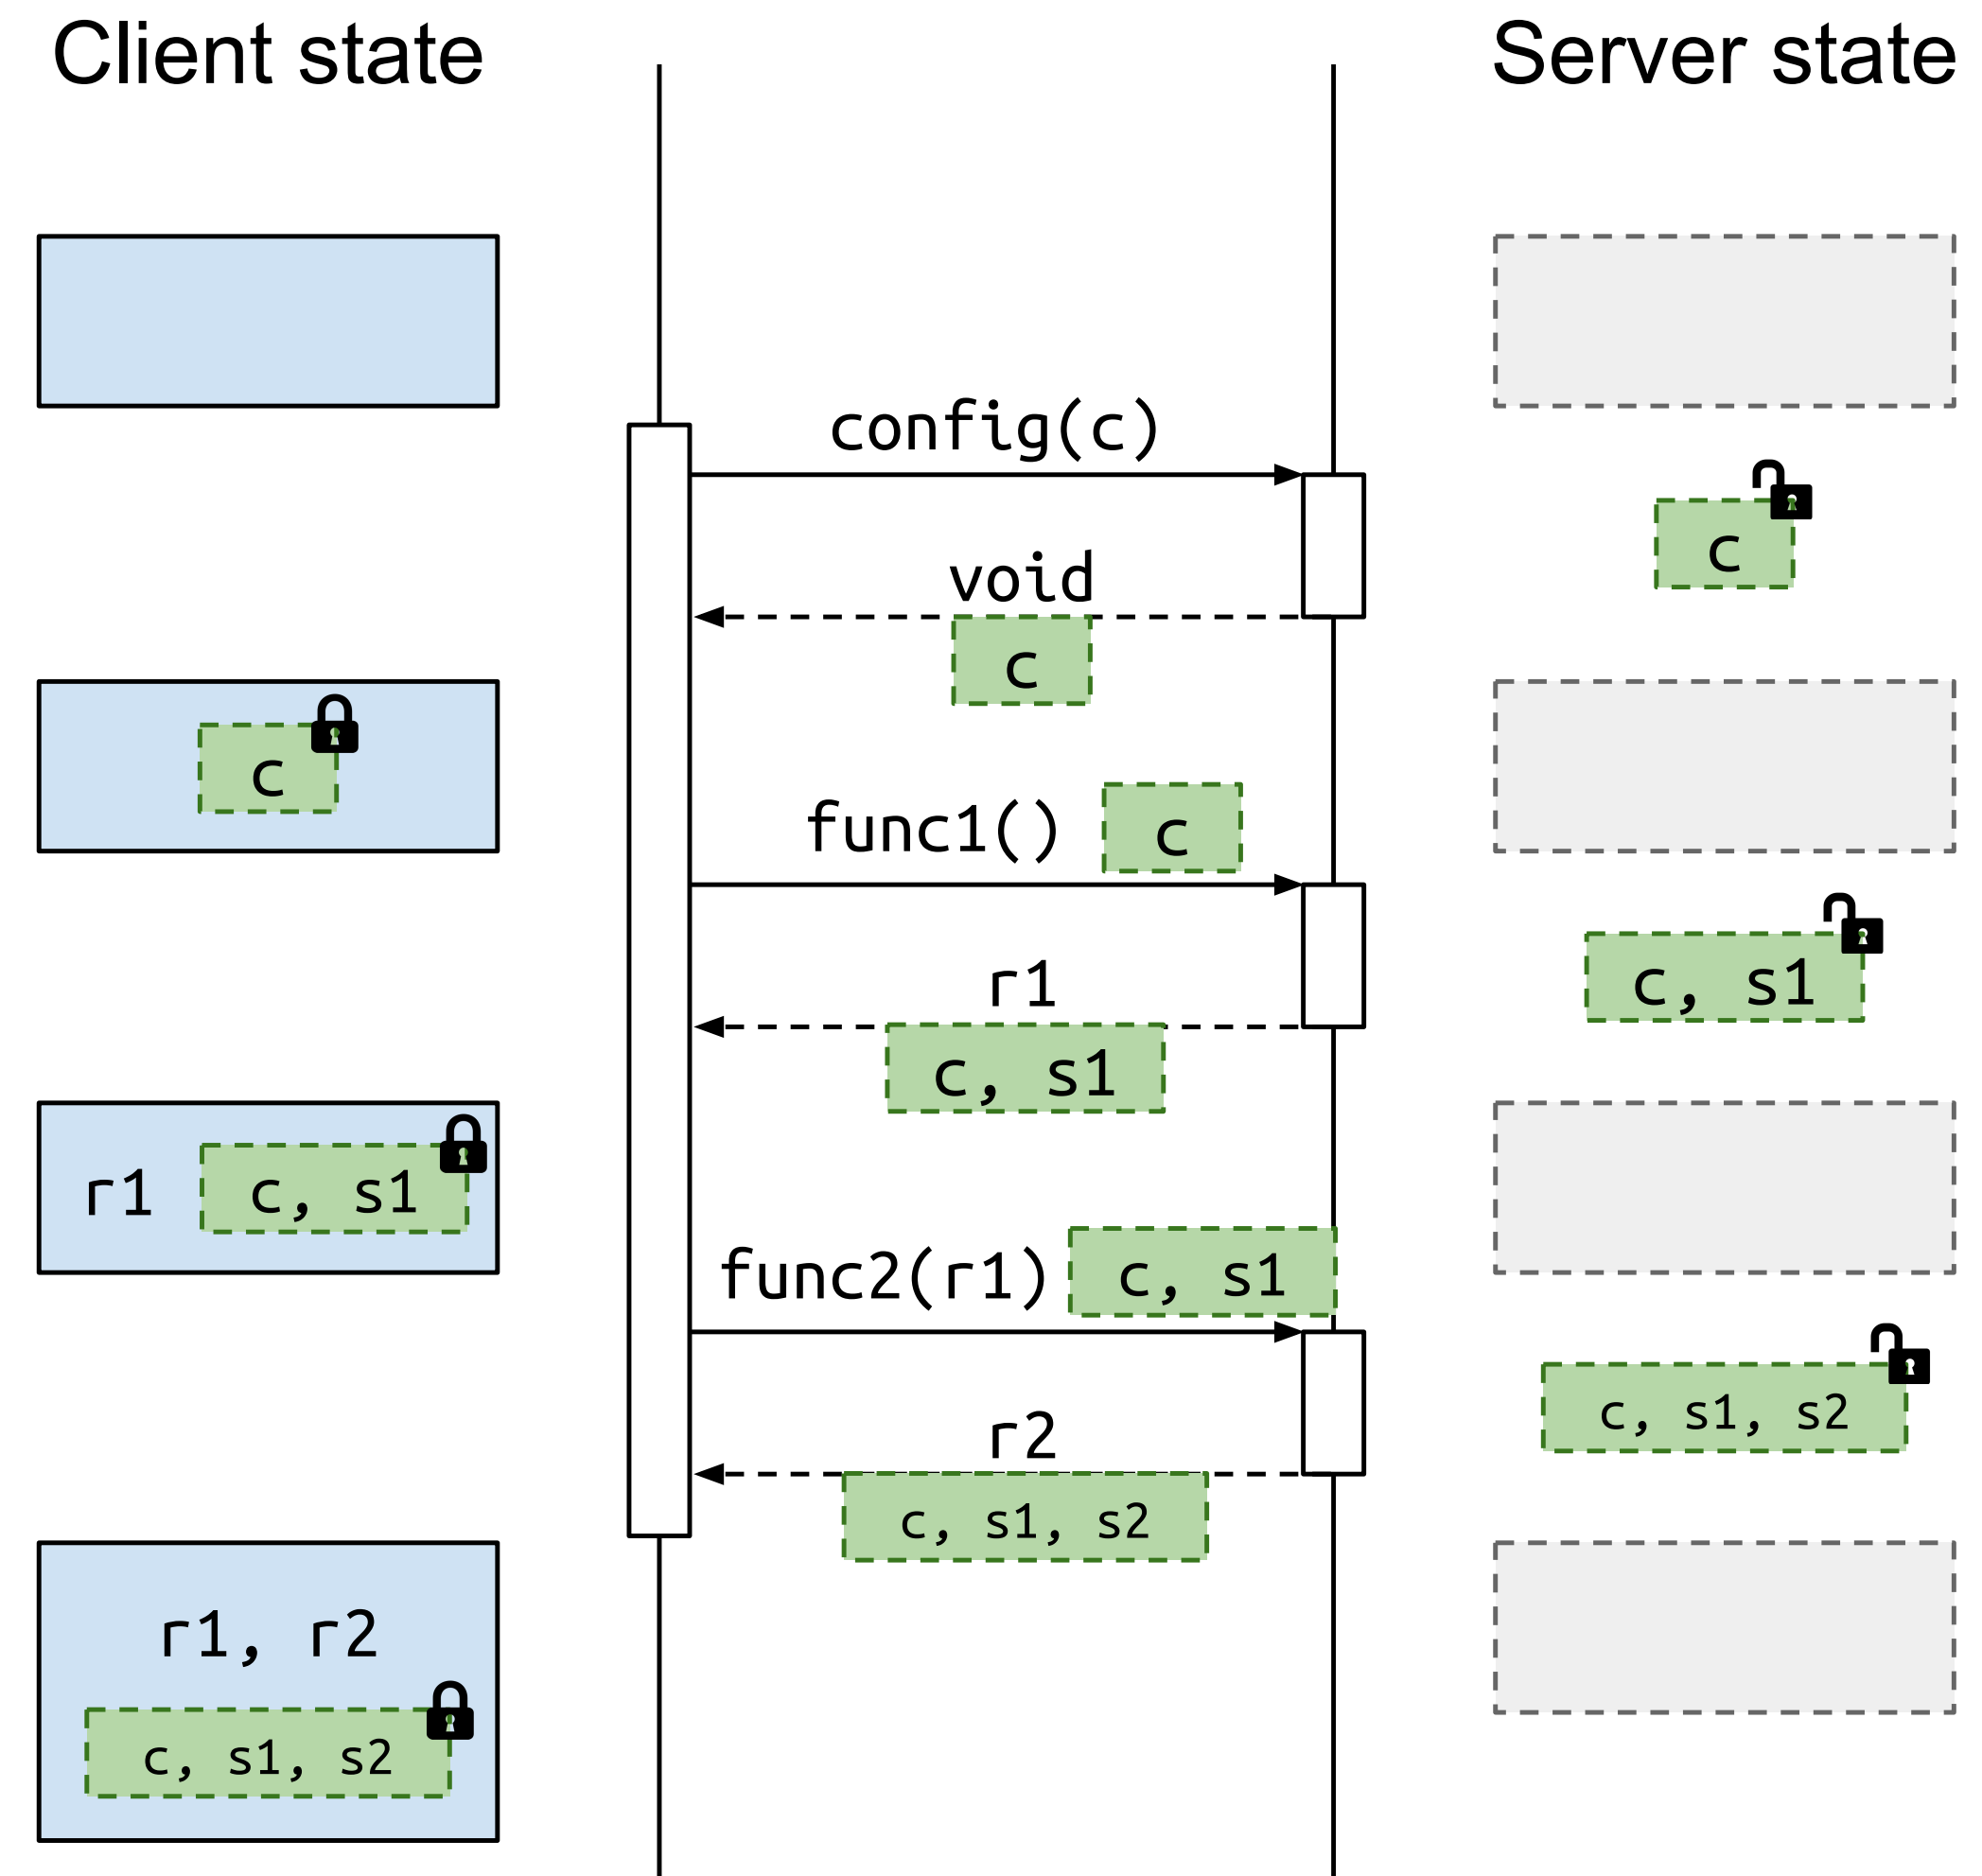 Client state
Server state
config(c)
c
void
c
c
func1() c
c, s1
r1
c, s1
r1 c, s1
func2(r1) c, s1
c, s1, s2
r2
c, s1, s2
r1, r2
c, s1, s2